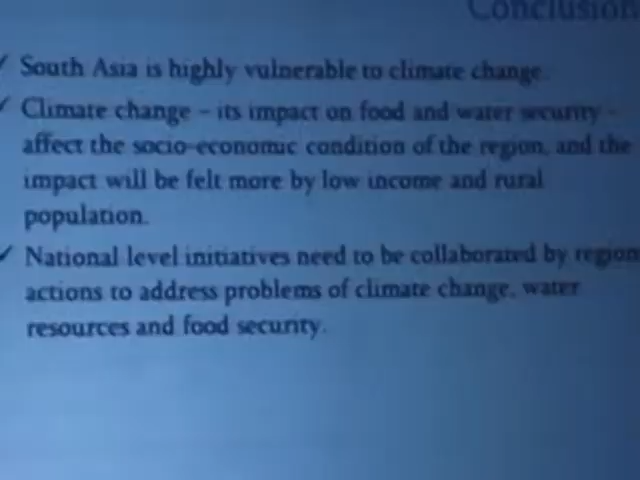 Conclusion
✓ South Asia is highly vulnerable to climate change.
✓ Climate change – its impact on food and water security –
affect the socio-economic condition of the region, and the
impact will be felt more by low income and rural
population.
✓ National level initiatives need to be collaborated by region
actions to address problems of climate change, water
resources and food security.